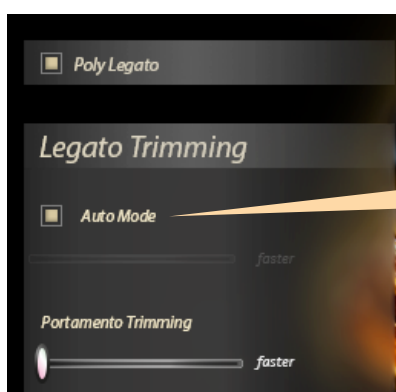 Poly Legato
Legato Trimming
Auto Mode
faster
Portamento Trimming
faster